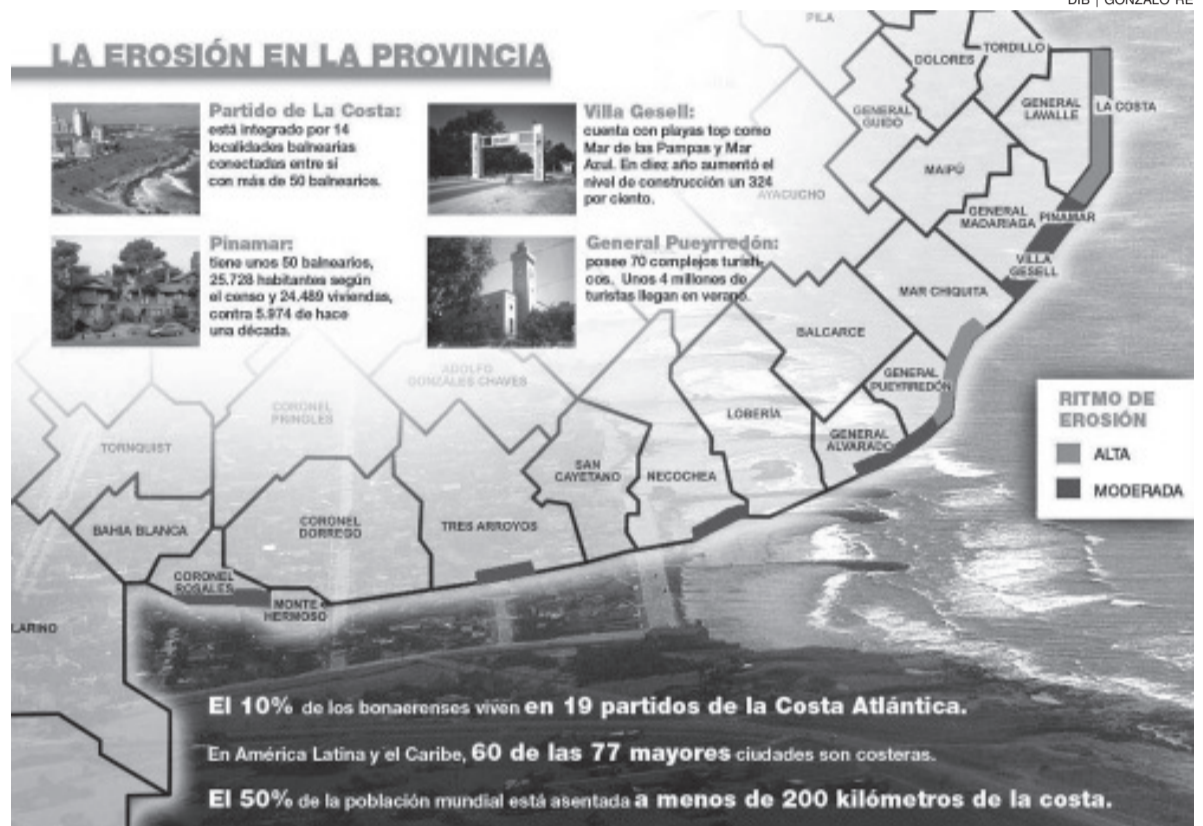 DIB | GONZALO RE
LA EROSIÓN EN LA PROVINCIA
Partido de La Costa:
está integrado por 14
localidades balnearias
conectadas entre sí
con más de 50 balnearios.
Villa Gesell:
cuenta con playas top como
Mar de las Pampas y Mar
Azul. En diez año aumentó el
nivel de construcción un 324
por ciento.
Pinamar:
tiene unos 50 balnearios,
25.728 habitantes según
el censo y 24.489 viviendas,
contra 5.974 de hace
una década.
General Pueyrredón:
posee 70 complejos turísti-
cos. Unos 4 millones de
turistas llegan en verano.
PILA
DOLORES
TORDILLO
GENERAL
GUIDO
GENERAL
LAVALLE
LA COSTA
MAIPÚ
AYACUCHO
GENERAL
MADARIAGA
PINAMAR
VILLA
GESELL
MAR CHIQUITA
BALCARCE
GENERAL
PUEYRREDÓN
ADOLFO
GONZÁLES CHAVES
CORONEL
PRINGLES
LOBERÍA
GENERAL
ALVARADO
TORNQUIST
SAN
CAYETANO
NECOCHEA
BAHIA BLANCA
CORONEL
DORREGO
TRES ARROYOS
CORONEL
ROSALES
MONTE
HERMOSO
LARINO
RITMO DE
EROSIÓN
ALTA
MODERADA
El 10% de los bonaerenses viven en 19 partidos de la Costa Atlántica.
En América Latina y el Caribe, 60 de las 77 mayores ciudades son costeras.
El 50% de la población mundial está asentada a menos de 200 kilómetros de la costa.